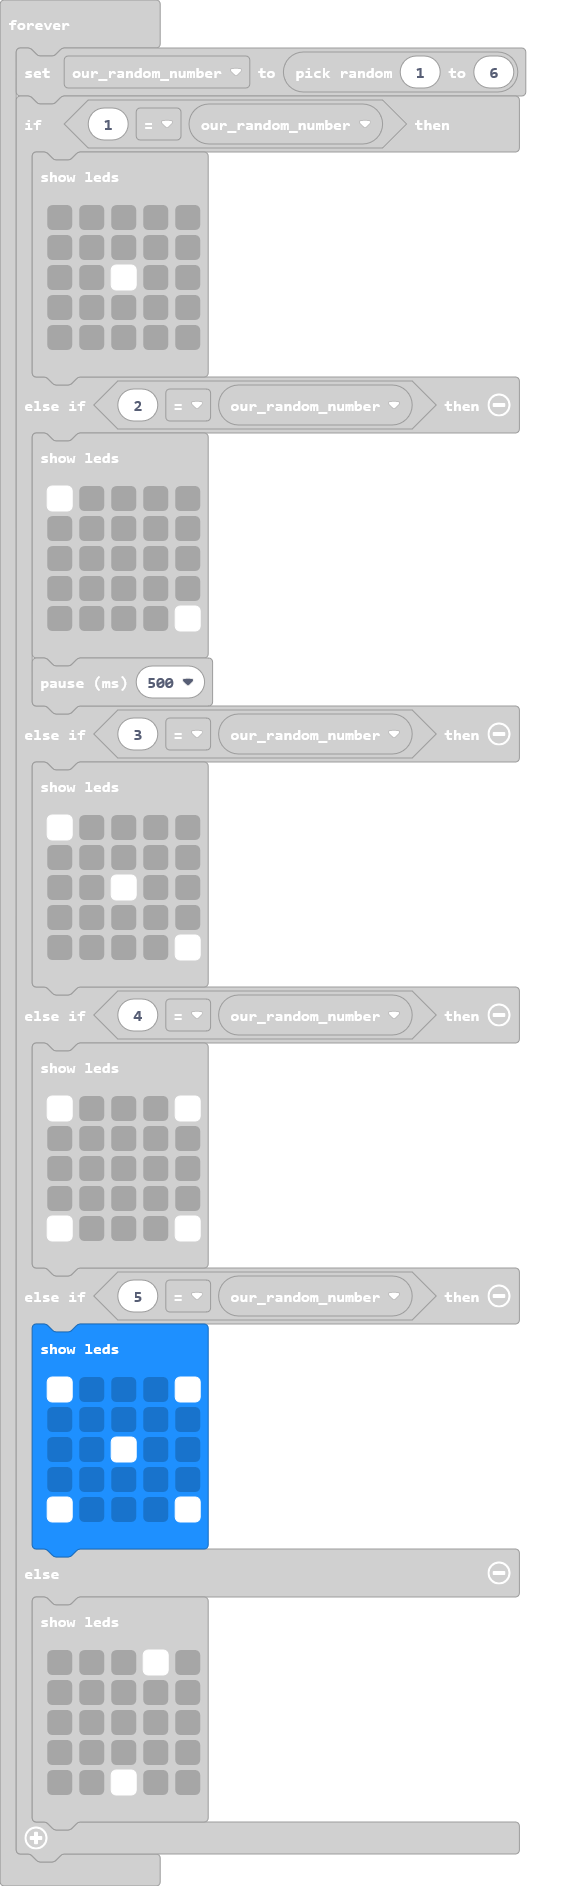 forever
set our_random_number to pick random 1 to 6
if 1 = our_random_number then
show leds
else if 2 = our_random_number then
show leds
pause (ms) 500
else if 3 = our_random_number then
show leds
else if 4 = our_random_number then
show leds
else if 5 = our_random_number then
show leds
else
show leds